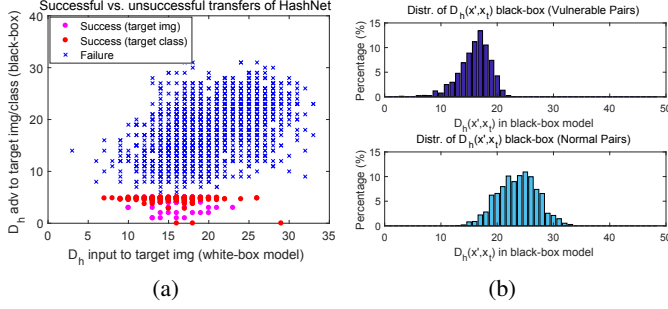 Successful vs. unsuccessful transfers of HashNet
D_h adv to target img/class (black-box)
40
30
20
10
0
Success (target img)
Success (target class)
Failure
0 5 10 15 20 25 30 35
D_h input to target img (white-box model)
(a)
Distr. of D_h(x',x_t) black-box (Vulnerable Pairs)
Percentage (%)
15
10
5
0
0 10 20 30 40 50
D_h(x',x_t) in black-box model
Distr. of D_h(x',x_t) black-box (Normal Pairs)
Percentage (%)
15
10
5
0
0 10 20 30 40 50
D_h(x',x_t) in black-box model
(b)